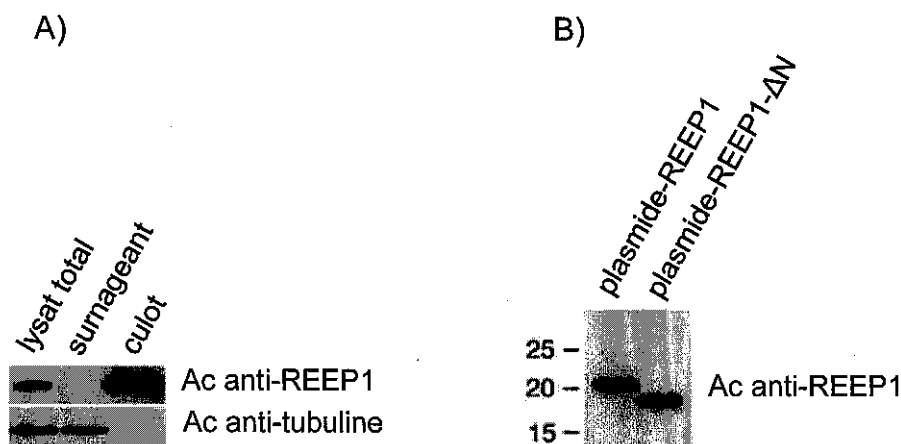 A)
lysat total
surnageant
culot
Ac anti-REEP1
Ac anti-tubuline
B)
plasmide-REEP1
plasmide-REEP1-ΔN
25 –
20 –
15 –
Ac anti-REEP1